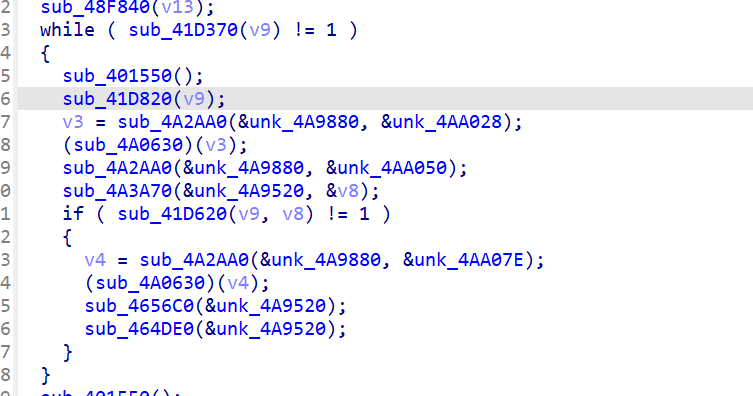 2 sub_48F840(v13);
3 while ( sub_41D370(v9) != 1 )
4 {
5 sub_401550();
6 sub_41D820(v9);
7 v3 = sub_4A2AA0(&unk_4A9880, &unk_4AA028);
8 (sub_4A0630)(v3);
9 sub_4A2AA0(&unk_4A9880, &unk_4AA050);
0 sub_4A3A70(&unk_4A9520, &v8);
1 if ( sub_41D620(v9, v8) != 1 )
2 {
3 v4 = sub_4A2AA0(&unk_4A9880, &unk_4AA07E);
4 (sub_4A0630)(v4);
5 sub_4656C0(&unk_4A9520);
6 sub_464DE0(&unk_4A9520);
7 }
8 }
9 sub_401550();